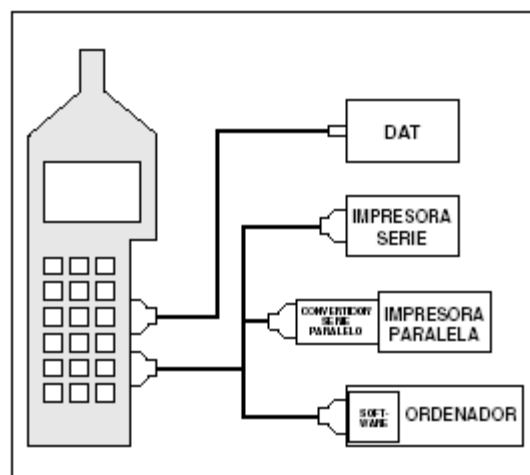 DAT
IMPRESORA
SERIE
CONVERTIDOR
SERIE
PARALELO
IMPRESORA
PARALELA
SOFT-
WARE
ORDENADOR